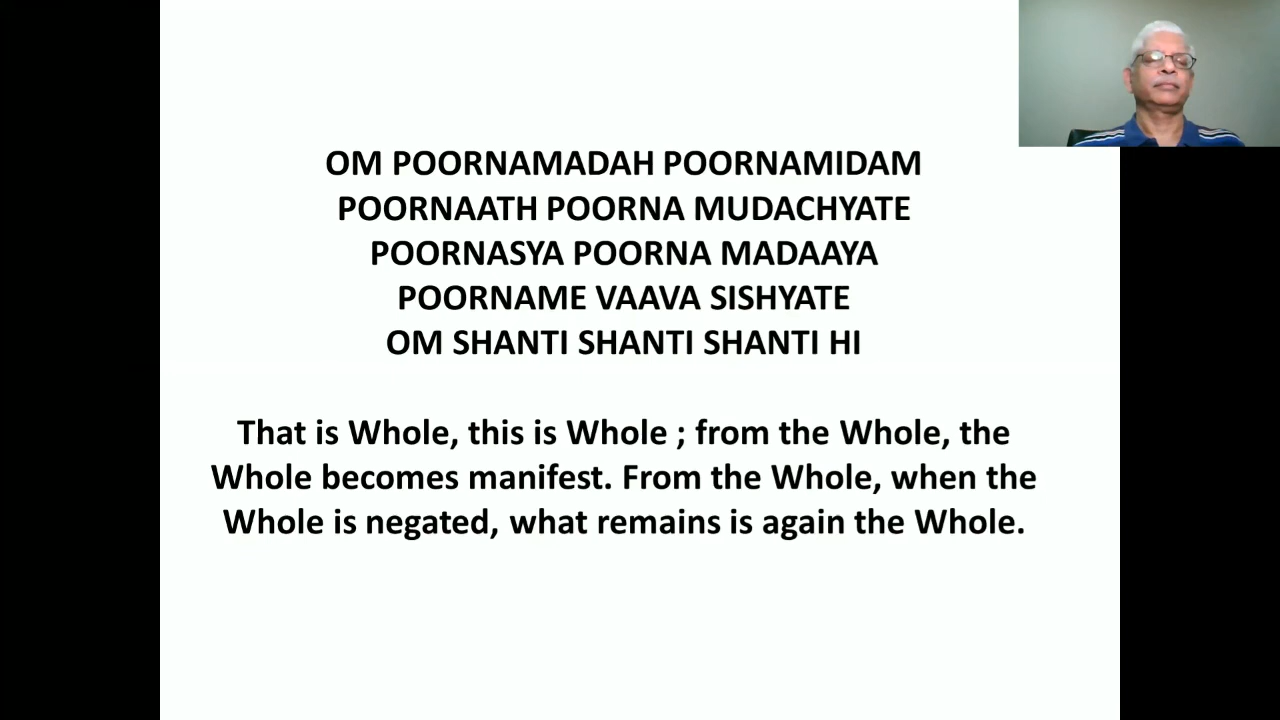 OM POORNAMADAH POORNAMIDAM
POORNAATH POORNA MUDACHYATE
POORNASYA POORNA MADAAYA
POORNAME VAAVA SISHYATE
OM SHANTI SHANTI SHANTI HI
That is Whole, this is Whole ; from the Whole, the
Whole becomes manifest. From the Whole, when the
Whole is negated, what remains is again the Whole.